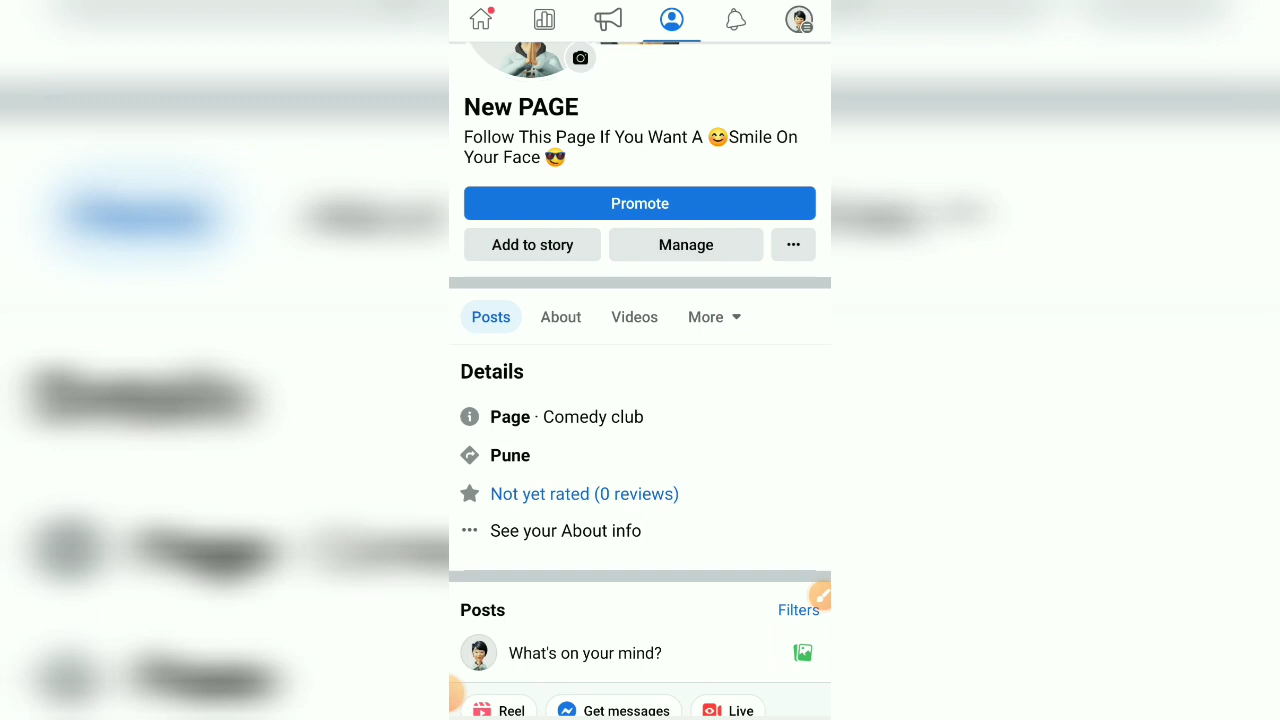 New PAGE
Follow This Page If You Want A 😊Smile On
Your Face 😎
Promote
Add to story Manage ...
Posts About Videos More
Details
Page · Comedy club
Pune
Not yet rated (0 reviews)
See your About info
Posts Filters
What's on your mind?
Reel Get messages Live